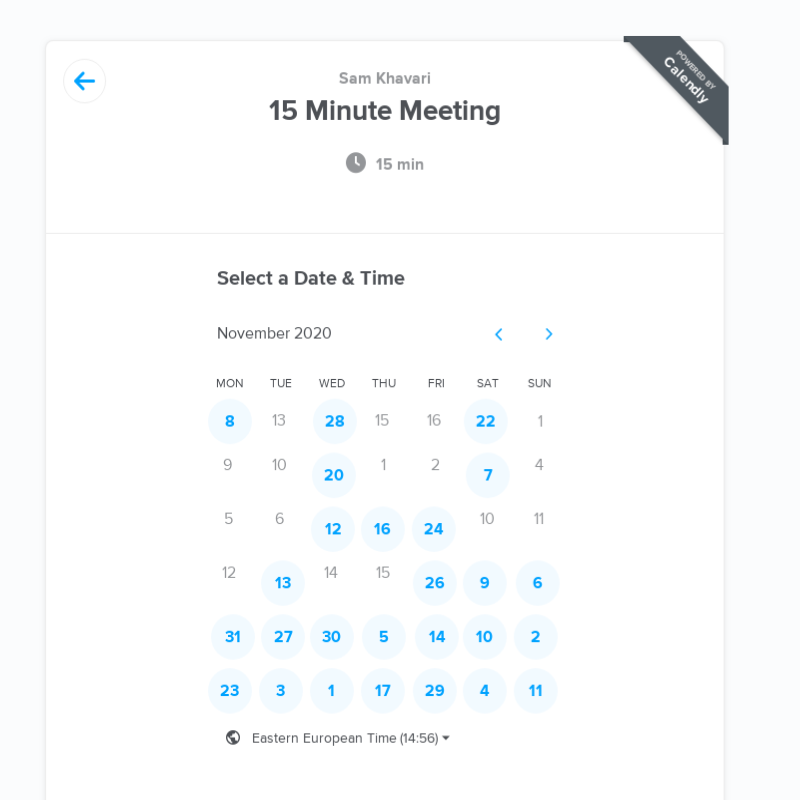 Sam Khavari
POWERED BY
Calendly
15 Minute Meeting
15 min
Select a Date & Time
November 2020
MON TUE WED THU FRI SAT SUN
8 13 28 15 16 22 1
9 10 20 1 2 7 4
5 6 12 16 24 10 11
12 13 14 15 26 9 6
31 27 30 5 14 10 2
23 3 1 17 29 4 11
Eastern European Time (14:56)